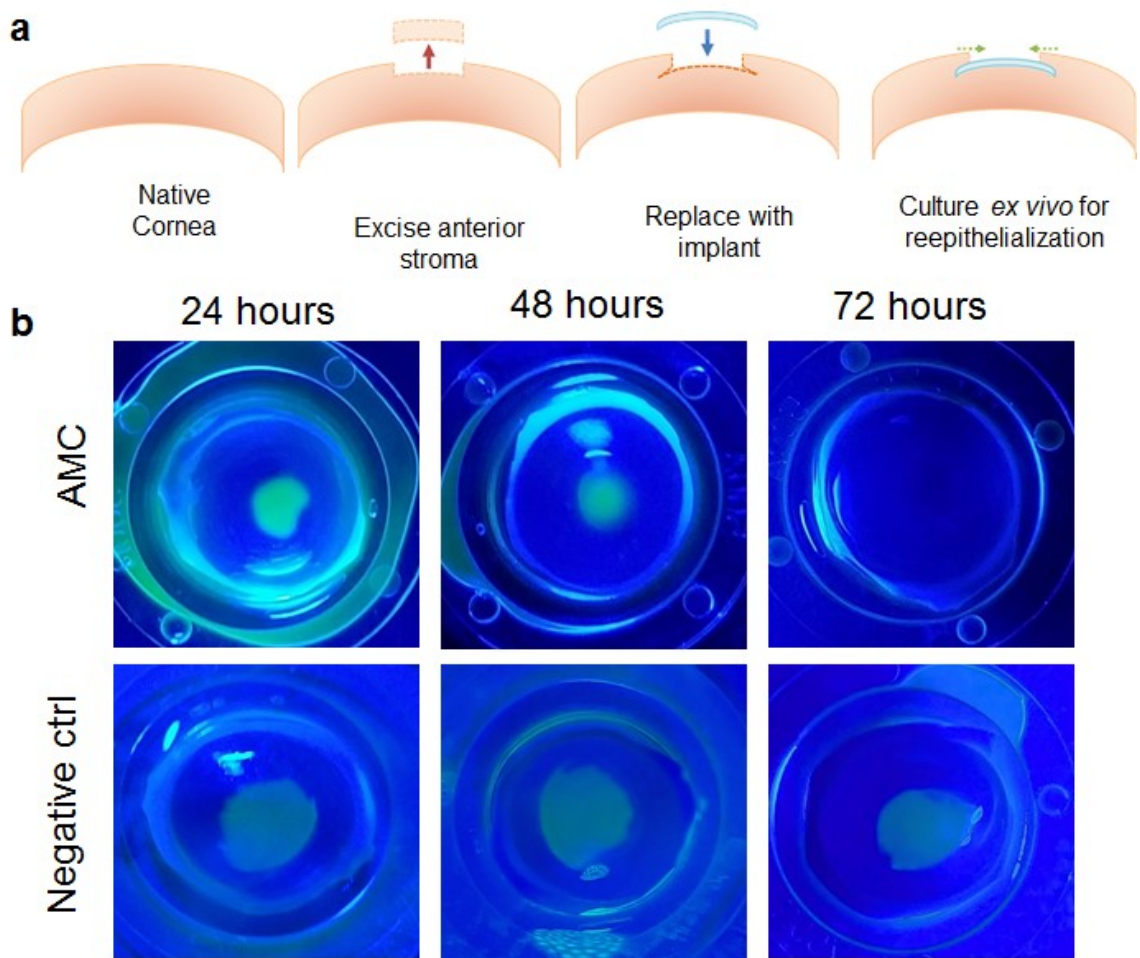 a
Native
Cornea
Excise anterior
stroma
Replace with
implant
Culture ex vivo for
reepithelialization
b
24 hours
48 hours
72 hours
AMC
Negative ctrl